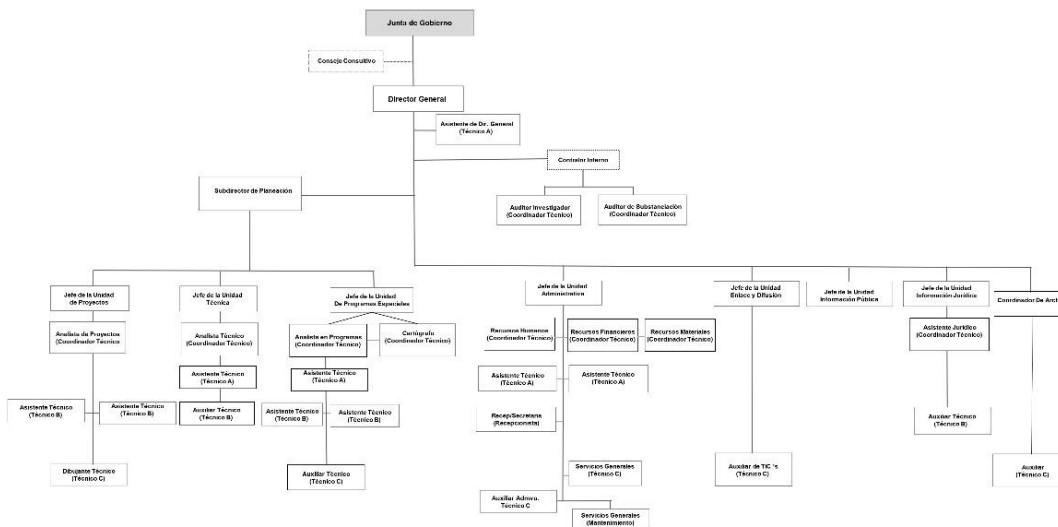 Junta de Gobierno
Consejo Consultivo
Director General
Asistente de Dir. General
(Técnico A)
Contralor Interno
Subdirector de Planeación
Auditor Investigador
(Coordinador Técnico)
Auditor de Substanciación
(Coordinador Técnico)
Jefe de la Unidad
de Proyectos
Jefe de la Unidad
Técnica
Jefe de la Unidad
De Programas Especiales
Jefe de la Unidad
Administrativa
Jefe de la Unidad
Enlace y Difusión
Jefe de la Unidad
Información Pública
Jefe de la Unidad
Información Jurídica
Coordinador De Arch
Analista de Proyectos
(Coordinador Técnico
Analista Técnico
(Coordinador Técnico)
Analista en Programas
(Coordinador Técnico)
Cartógrafo
(Coordinador Técnico)
Recursos Humanos
(Coordinador Técnico)
Recursos Financieros
(Coordinador Técnico)
Recursos Materiales
(Coordinador Técnico)
Asistente Jurídico
(Coordinador Técnico)
Asistente Técnico
(Técnico A)
Asistente Técnico
(Técnico A)
Asistente Técnico
(Técnico A)
Asistente Técnico
(Técnico A)
Asistente Técnico
(Técnico B)
Asistente Técnico
(Técnico B)
Auxiliar Técnico
(Técnico B)
Asistente Técnico
(Técnico B)
Asistente Técnico
(Técnico B)
Recep/Secretaria
(Recepcionista)
Auxiliar Técnico
(Técnico B)
Dibujante Técnico
(Técnico C)
Auxiliar Técnico
(Técnico C)
Servicios Generales
(Técnico C)
Auxiliar de TIC 's
(Técnico C)
Auxiliar
(Técnico C)
Auxiliar Admvo.
Técnico C
Servicios Generales
(Mantenimiento)